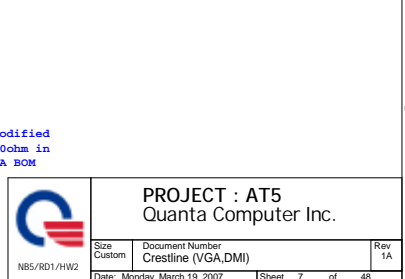 odified
0ohm in
A BOM
PROJECT : AT5
Quanta Computer Inc.
Size
Custom
Document Number
Crestline (VGA,DMI)
Rev
1A
NB5/RD1/HW2
Date: Monday, March 19, 2007
Sheet 7 of 48